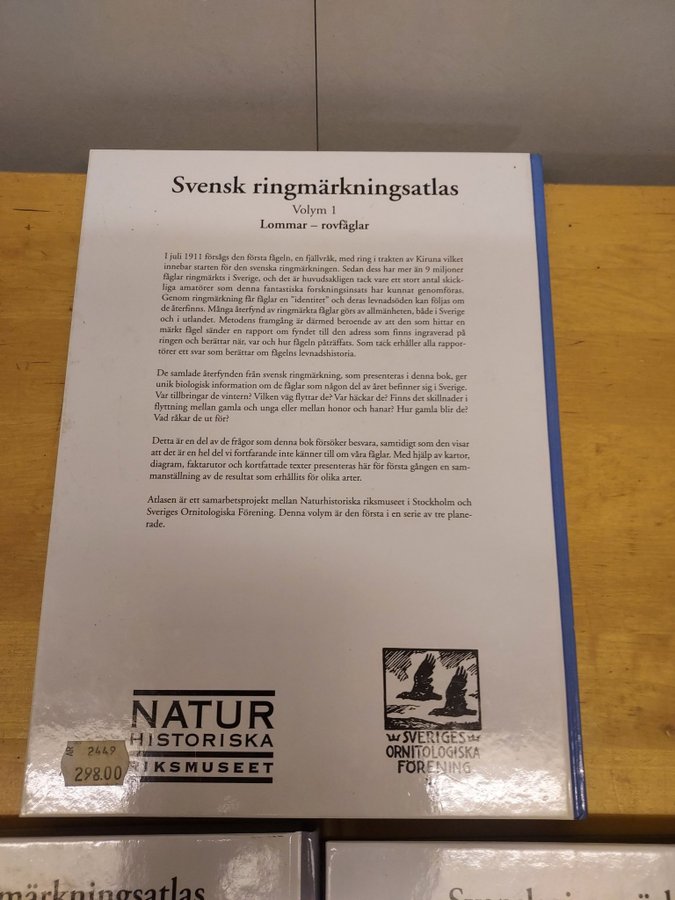 Svensk ringmärkningsatlas
Volym 1
Lommar – rovfåglar
I juli 1911 försågs den första fågeln, en fjällvråk, med ring i trakten av Kiruna vilket
innebar starten för den svenska ringmärkningen. Sedan dess har mer än 9 miljoner
fåglar ringmärkts i Sverige, och det är huvudsakligen tack vare ett stort antal skick-
liga amatörer som denna fantastiska forskningsinsats har kunnat genomföras.
Genom ringmärkning får fåglar en "identitet" och deras levnadsöden kan följas om
de återfinns. Många återfynd av ringmärkta fåglar görs av allmänheten, både i Sverige
och i utlandet. Metodens framgång är därmed beroende av att den som hittar en
märkt fågel sänder en rapport om fyndet till den adress som finns ingraverad på
ringen och berättar när, var och hur fågeln påträffats. Som tack erhåller alla rappor-
törer ett svar som berättar om fågelns levnadshistoria.
De samlade återfynden från svensk ringmärkning, som presenteras i denna bok, ger
unik biologisk information om de fåglar som någon del av året befinner sig i Sverige.
Var tillbringar de vintern? Vilken väg flyttar de? Var häckar de? Finns det skillnader i
flyttning mellan gamla och unga eller mellan honor och hanar? Hur gamla blir de?
Vad råkar de ut för?
Detta är en del av de frågor som denna bok försöker besvara, samtidigt som den visar
att det är en hel del vi fortfarande inte känner till om våra fåglar. Med hjälp av kartor,
diagram, faktarutor och kortfattade texter presenteras här för första gången en sam-
manställning av de resultat som erhållits för olika arter.
Atlasen är ett samarbetsprojekt mellan Naturhistoriska riksmuseet i Stockholm och
Sveriges Ornitologiska Förening. Denna volym är den första i en serie av tre plane-
rade.
NATUR
HISTORISKA
RIKSMUSEET
2449
298.00
SVERIGES
ORNITOLOGISKA
FÖRENING
märkningsatlas